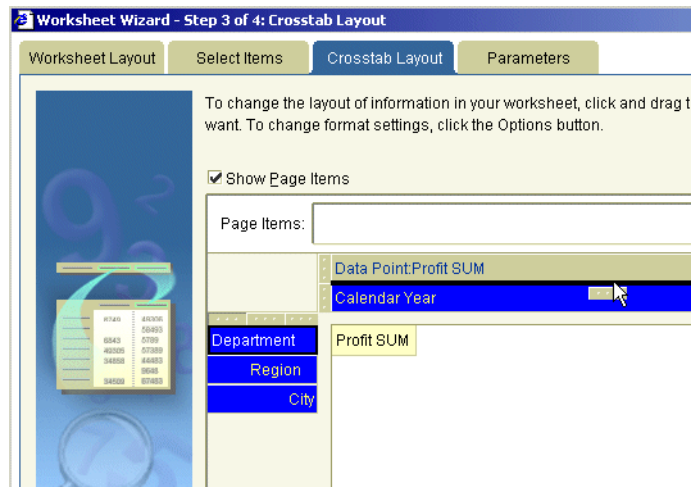 Worksheet Wizard - Step 3 of 4: Crosstab Layout
Worksheet Layout Select Items Crosstab Layout Parameters
To change the layout of information in your worksheet, click and drag t
want. To change format settings, click the Options button.
Show Page Items
Page Items:
Data Point:Profit SUM
Calendar Year
Department Profit SUM
Region
City